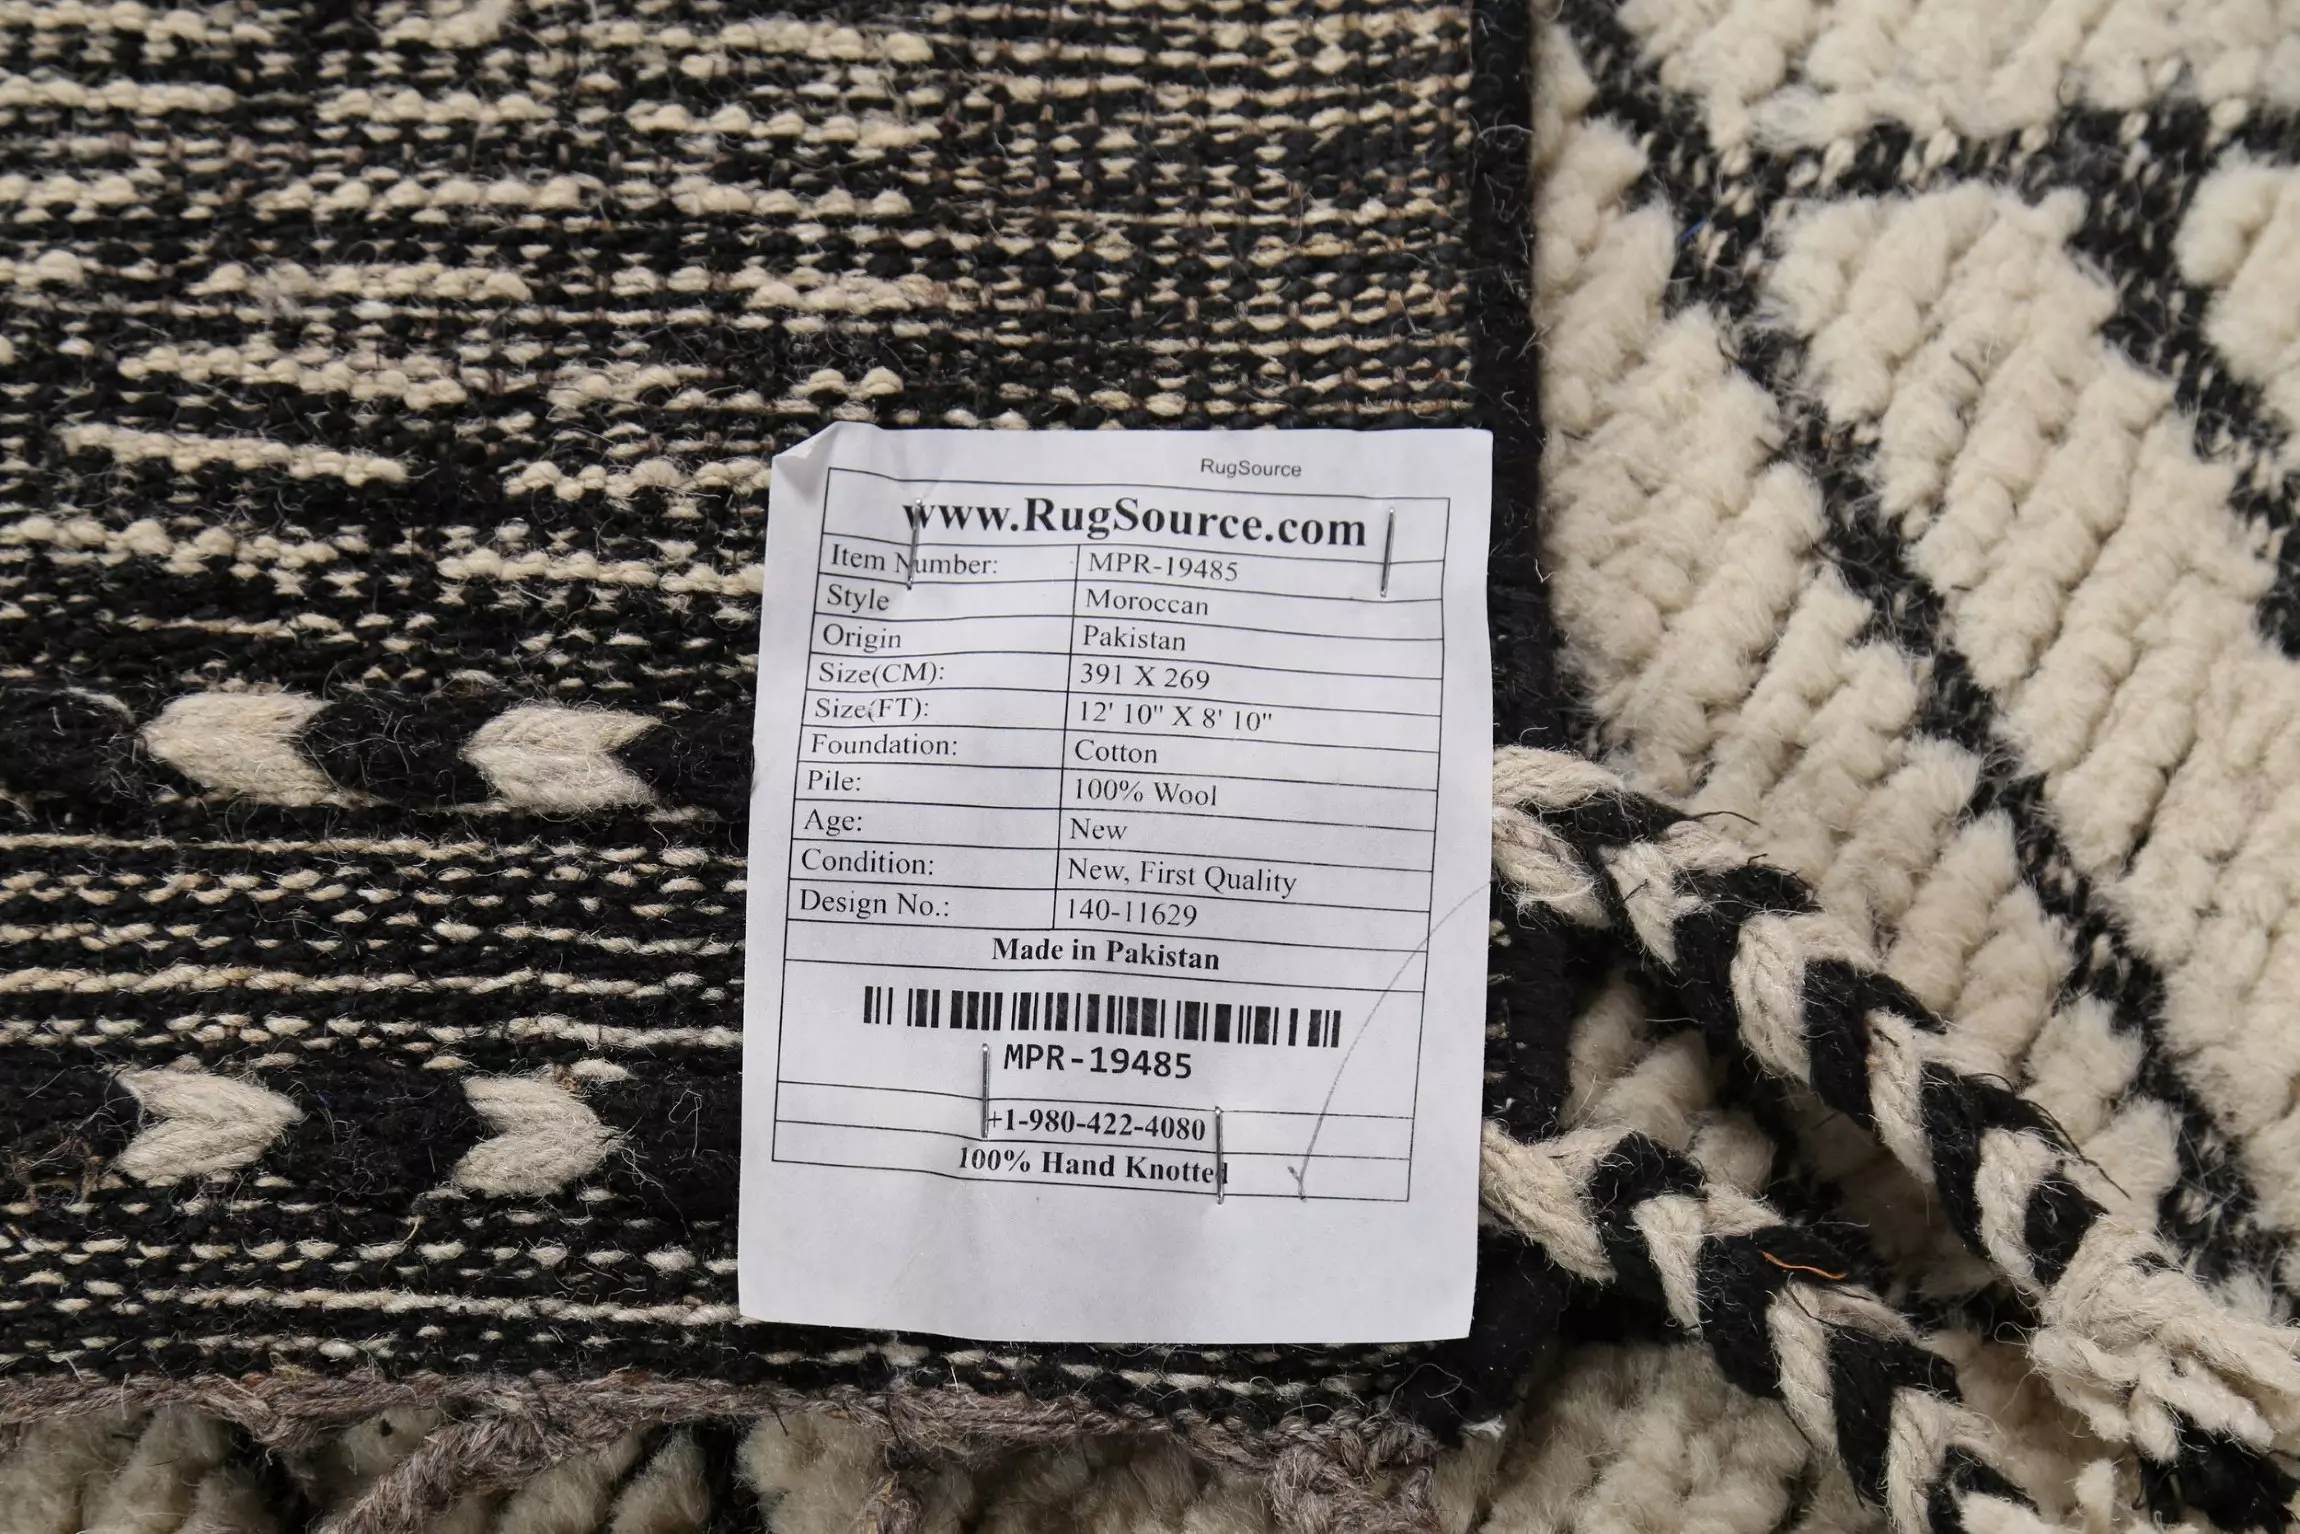 RugSource
www.RugSource.com
Item Number: MPR-19485
Style Moroccan
Origin Pakistan
Size(CM): 391 X 269
Size(FT): 12' 10" X 8' 10"
Foundation: Cotton
Pile: 100% Wool
Age: New
Condition: New, First Quality
Design No.: 140-11629
Made in Pakistan
MPR-19485
+1-980-422-4080
100% Hand Knotted